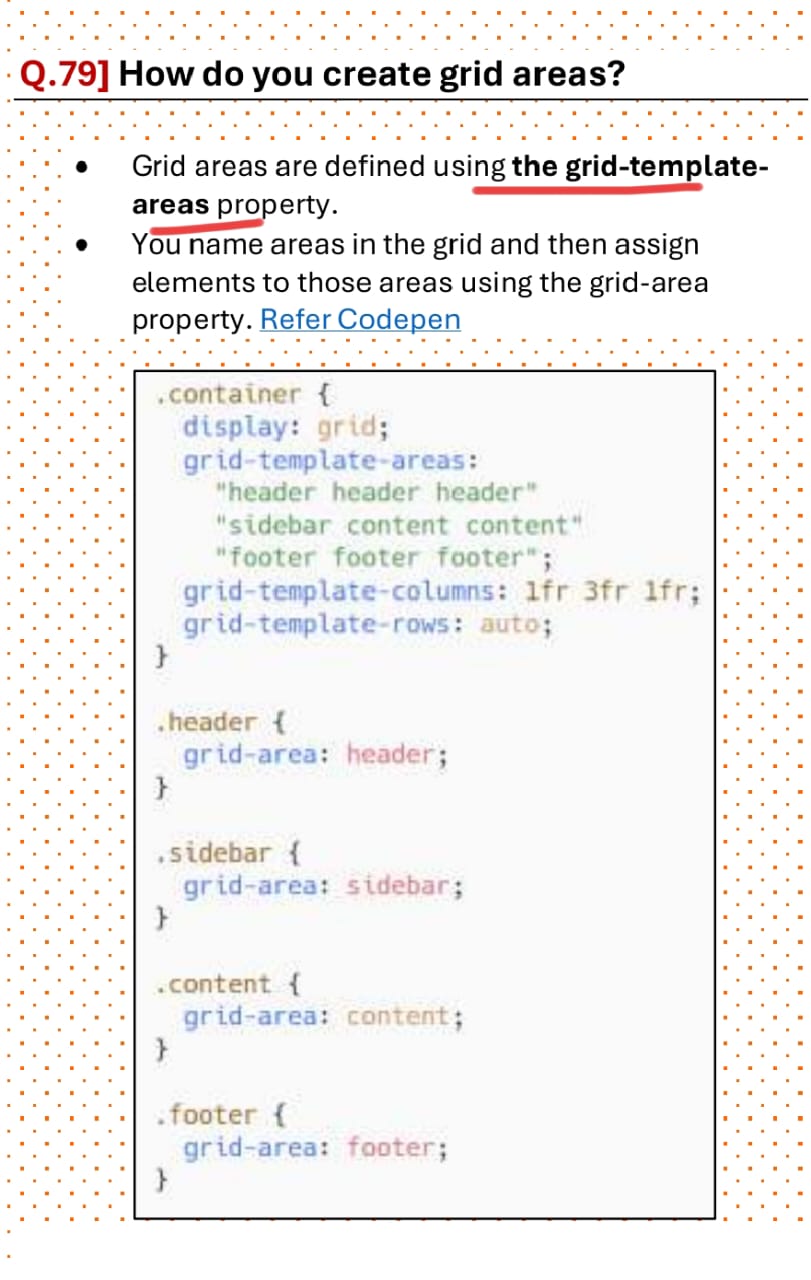 Q.79] How do you create grid areas?
• Grid areas are defined using the grid-template-
areas property.
• You name areas in the grid and then assign
elements to those areas using the grid-area
property. Refer Codepen
.container {
  display: grid;
  grid-template-areas:
    "header header header"
    "sidebar content content"
    "footer footer footer";
  grid-template-columns: 1fr 3fr 1fr;
  grid-template-rows: auto;
}
.header {
  grid-area: header;
}
.sidebar {
  grid-area: sidebar;
}
.content {
  grid-area: content;
}
.footer {
  grid-area: footer;
}